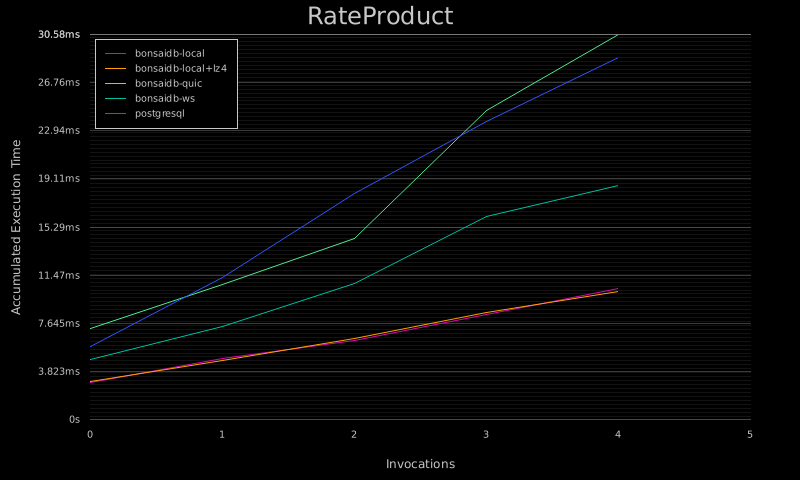 RateProduct
30.58ms
26.76ms
22.94ms
19.11ms
15.29ms
11.47ms
7.645ms
3.823ms
0s
bonsaidb-local
bonsaidb-local+lz4
bonsaidb-quic
bonsaidb-ws
postgresql
Accumulated Execution Time
0 1 2 3 4 5
Invocations